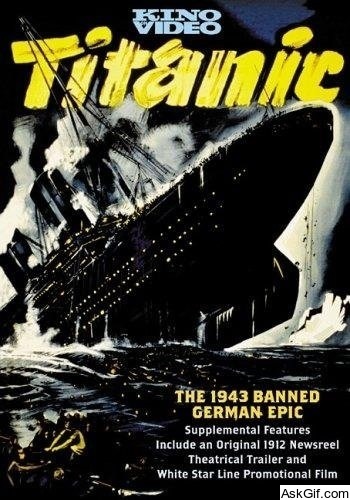 KINO
ON
VIDEO
Titanic
THE 1943 BANNED
GERMAN EPIC
Supplemental Features
Include an Original 1912 Newsreel
Theatrical Trailer and
White Star Line Promotional Film
AskGif.com